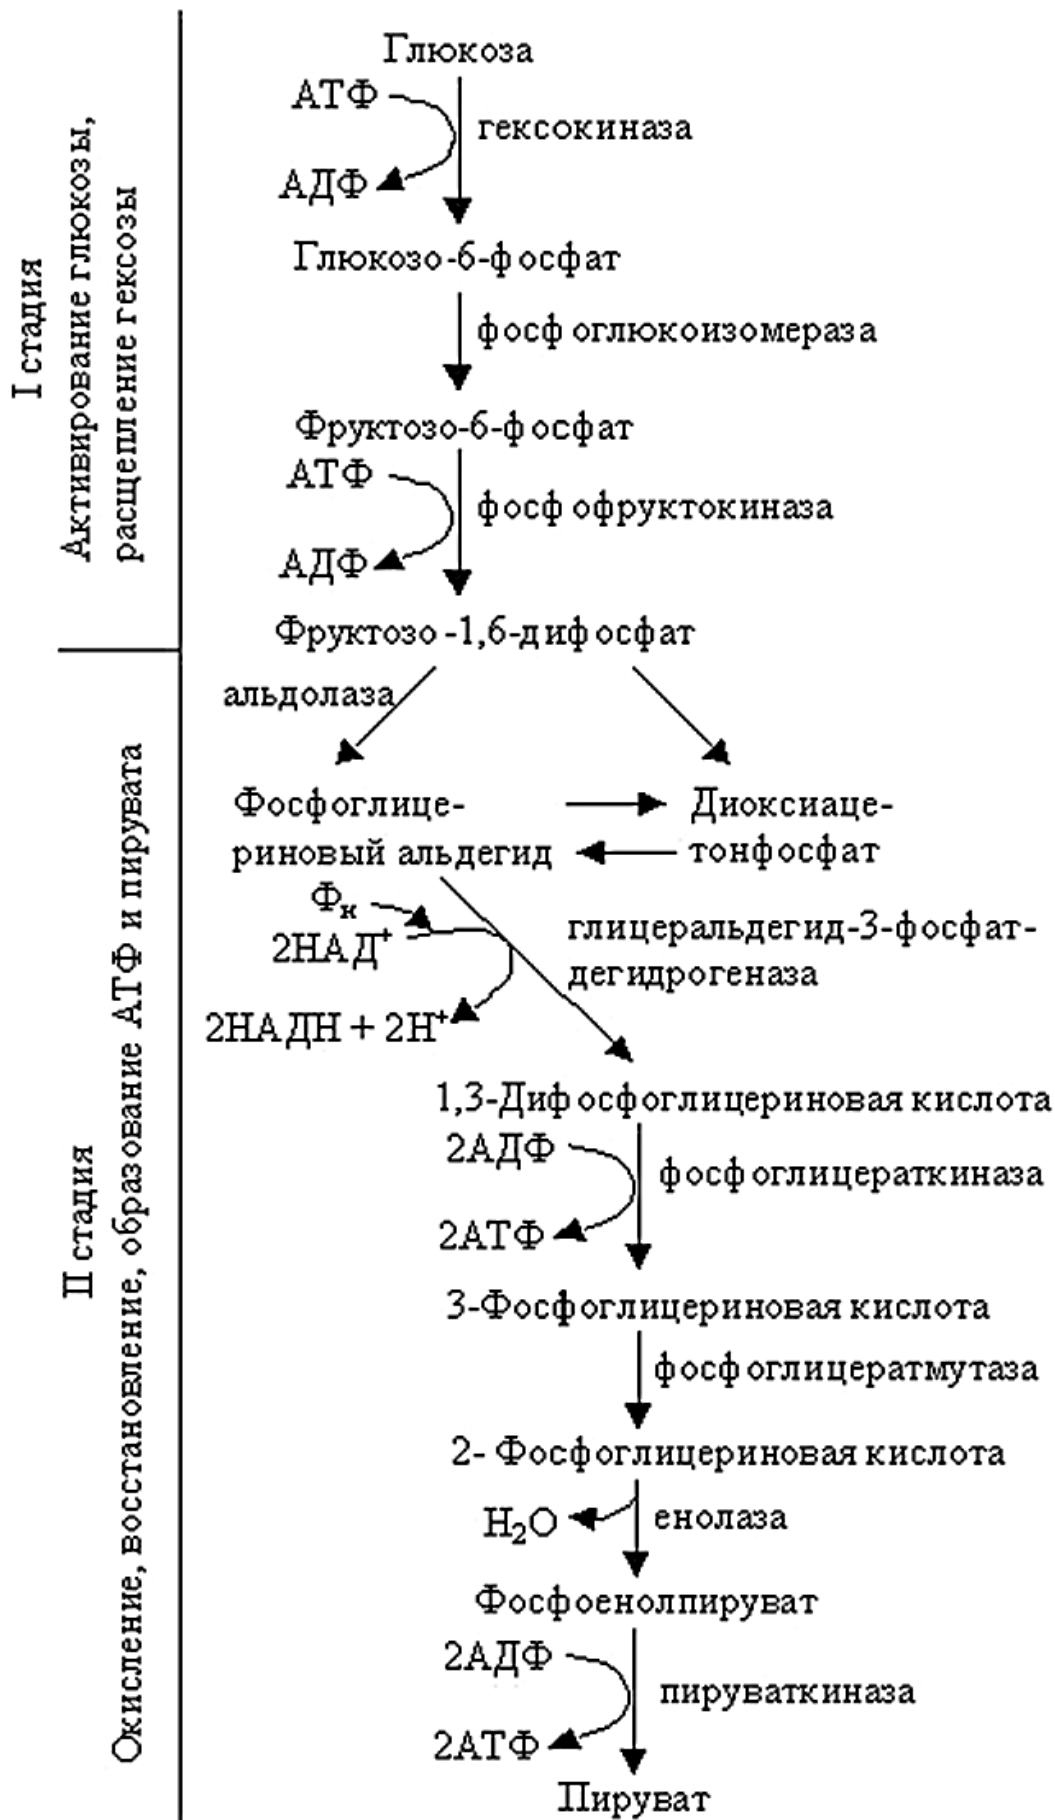 I стадия
Активирование глюкозы,
расщепление гексозы
Глюкоза
АТФ
гексокиназа
АДФ
Глюкозо-6-фосфат
фосфоглюкоизомераза
Фруктозо-6-фосфат
АТФ
фосфофруктокиназа
АДФ
Фруктозо-1,6-дифосфат
II стадия
Окисление, восстановление, образование АТФ и пирувата
альдолаза
Фосфоглице-
риновый альдегид
Диоксиаце-
тонфосфат
Фн
2НАД⁺
глицеральдегид-3-фосфат-
дегидрогеназа
2НАДН + 2Н⁺
1,3-Дифосфоглицериновая кислота
2АДФ
фосфоглицераткиназа
2АТФ
3-Фосфоглицериновая кислота
фосфоглицератмутаза
2- Фосфоглицериновая кислота
H₂O
енолаза
Фосфоенолпируват
2АДФ
пируваткиназа
2АТФ
Пируват